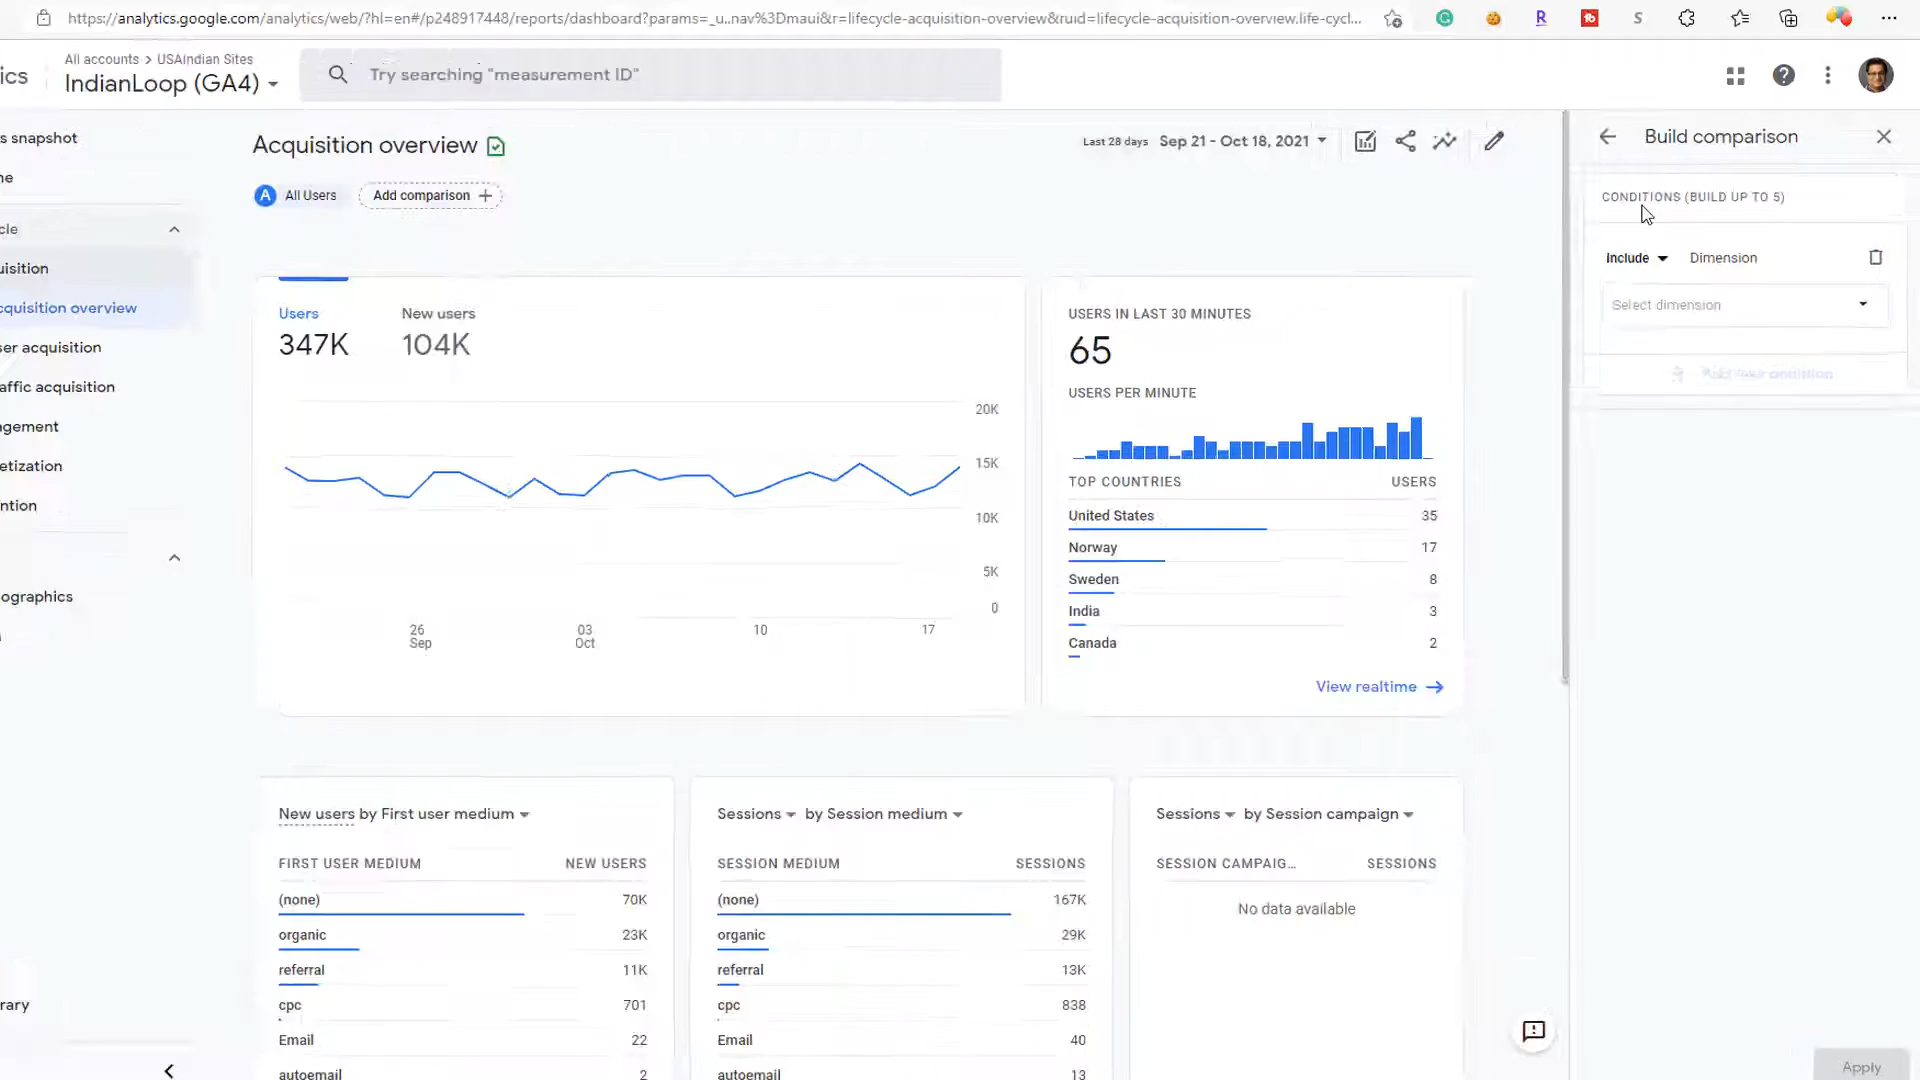 https://analytics.google.com/analytics/web/?hl=en#/p248917448/reports/dashboard?params=_u..nav%3Dmaui&r=lifecycle-acquisition-overview&ruid=lifecycle-acquisition-overview.life-cycl...
ics
All accounts > USAIndian Sites
IndianLoop (GA4)
Try searching "measurement ID"
s snapshot
me
cle
uisition
cquisition overview
ser acquisition
affic acquisition
gagement
etization
ntion
ographics
rary
Acquisition overview
Last 28 days Sep 21 - Oct 18, 2021
A All Users
Add comparison +
Users
347K
New users
104K
20K
15K
10K
5K
0
26
Sep
03
Oct
10
17
USERS IN LAST 30 MINUTES
65
USERS PER MINUTE
TOP COUNTRIES USERS
United States 35
Norway 17
Sweden 8
India 3
Canada 2
View realtime
New users by First user medium
FIRST USER MEDIUM NEW USERS
(none) 70K
organic 23K
referral 11K
cpc 701
Email 22
autoemail 2
Sessions by Session medium
SESSION MEDIUM SESSIONS
(none) 167K
organic 29K
referral 13K
cpc 838
Email 40
autoemail 13
Sessions by Session campaign
SESSION CAMPAIG... SESSIONS
No data available
Build comparison
CONDITIONS (BUILD UP TO 5)
Include Dimension
Select dimension
Apply